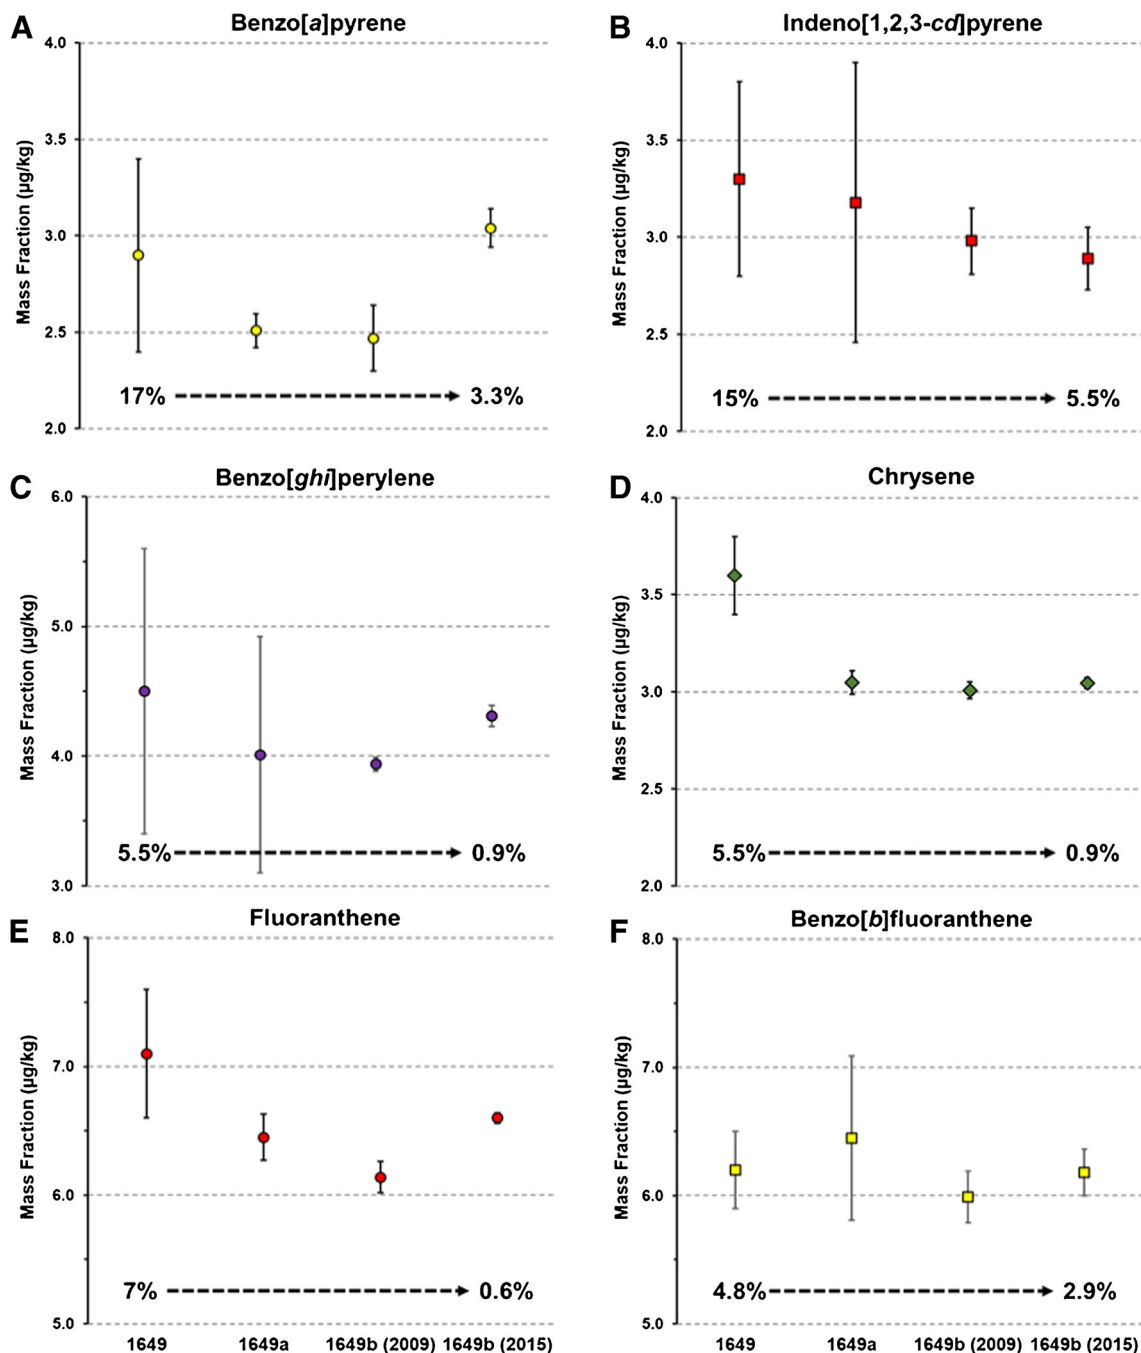 A
Benzo[a]pyrene
Mass Fraction (µg/kg)
4.0
3.5
3.0
2.5
2.0
17%
3.3%
B
Indeno[1,2,3-cd]pyrene
Mass Fraction (µg/kg)
4.0
3.5
3.0
2.5
2.0
15%
5.5%
C
Benzo[ghi]perylene
Mass Fraction (µg/kg)
6.0
5.0
4.0
3.0
5.5%
0.9%
D
Chrysene
Mass Fraction (µg/kg)
4.0
3.5
3.0
2.5
2.0
5.5%
0.9%
E
Fluoranthene
Mass Fraction (µg/kg)
8.0
7.0
6.0
5.0
7%
0.6%
1649
1649a
1649b (2009)
1649b (2015)
F
Benzo[b]fluoranthene
Mass Fraction (µg/kg)
8.0
7.0
6.0
5.0
4.8%
2.9%
1649
1649a
1649b (2009)
1649b (2015)